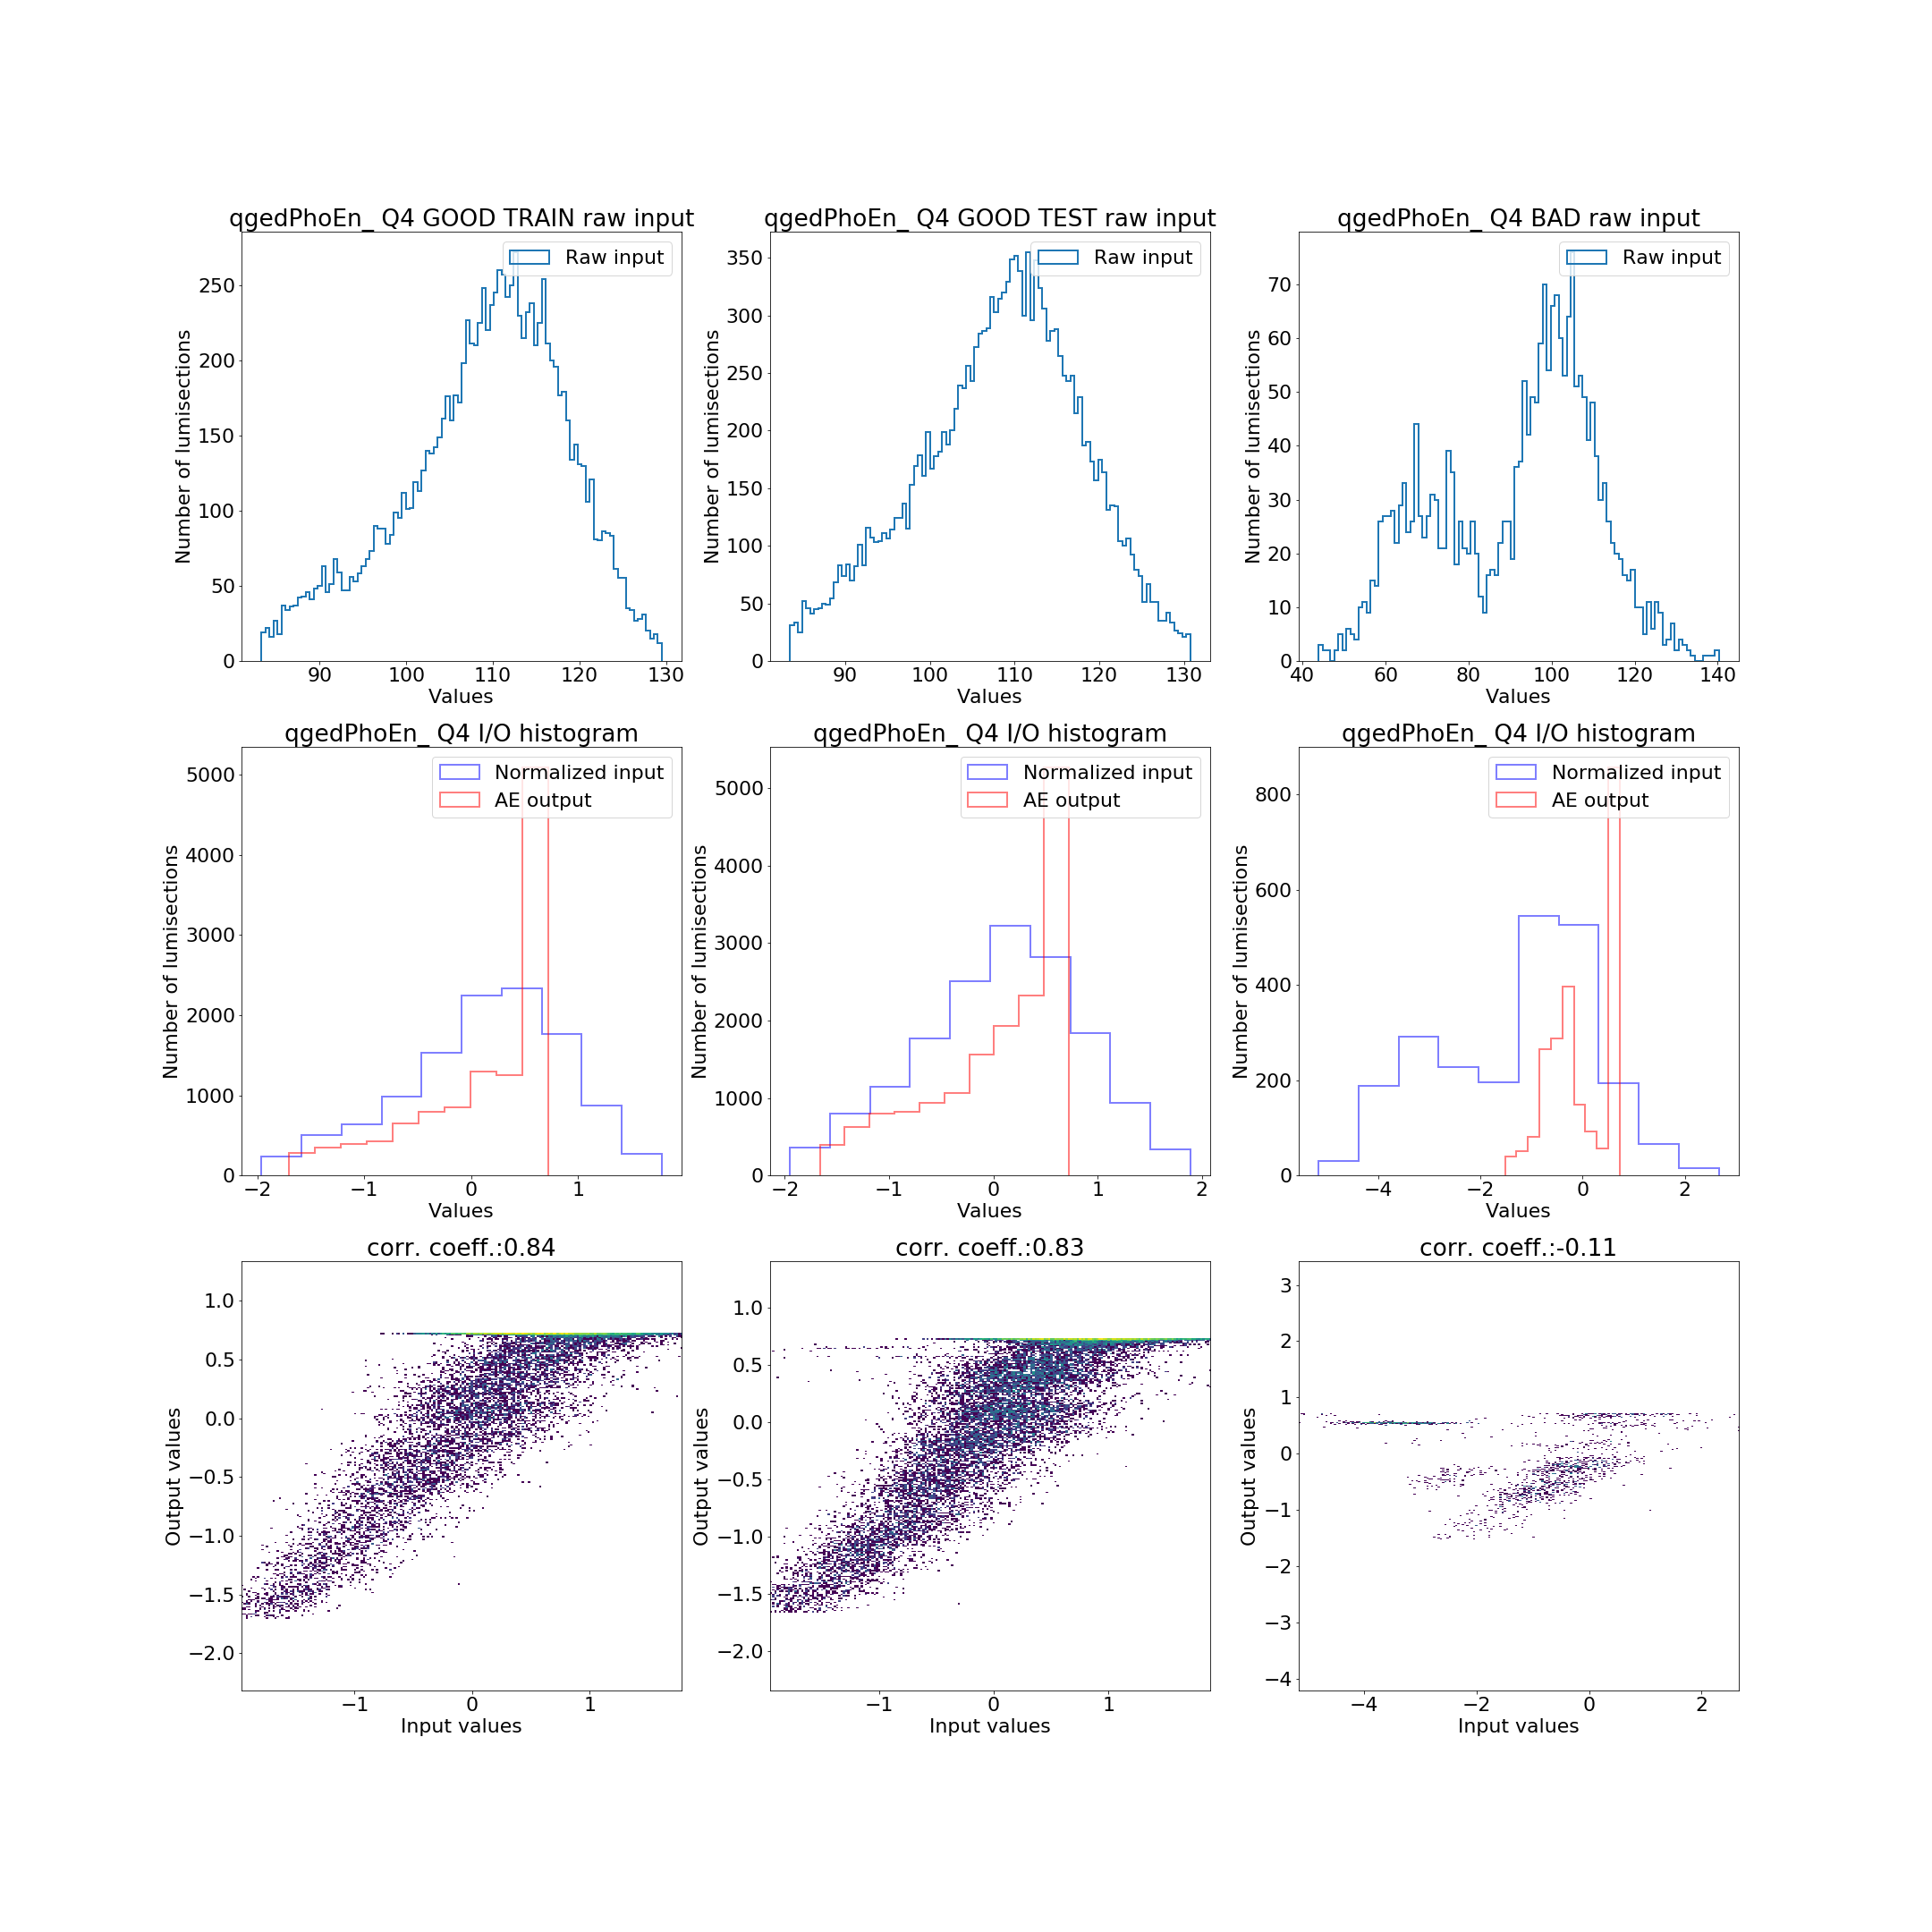 qgedPhoEn_ Q4 GOOD TRAIN raw input
Raw input
Number of lumisections
250
200
150
100
50
0
90 100 110 120 130
Values
qgedPhoEn_ Q4 GOOD TEST raw input
Raw input
Number of lumisections
350
300
250
200
150
100
50
0
90 100 110 120 130
Values
qgedPhoEn_ Q4 BAD raw input
Raw input
Number of lumisections
70
60
50
40
30
20
10
0
40 60 80 100 120 140
Values
qgedPhoEn_ Q4 I/O histogram
Normalized input
AE output
Number of lumisections
5000
4000
3000
2000
1000
0
−2 −1 0 1
Values
qgedPhoEn_ Q4 I/O histogram
Normalized input
AE output
Number of lumisections
5000
4000
3000
2000
1000
0
−2 −1 0 1 2
Values
qgedPhoEn_ Q4 I/O histogram
Normalized input
AE output
Number of lumisections
800
600
400
200
0
−4 −2 0 2
Values
corr. coeff.:0.84
Output values
1.0
0.5
0.0
−0.5
−1.0
−1.5
−2.0
−1 0 1
Input values
corr. coeff.:0.83
Output values
1.0
0.5
0.0
−0.5
−1.0
−1.5
−2.0
−1 0 1
Input values
corr. coeff.:-0.11
Output values
3
2
1
0
−1
−2
−3
−4
−4 −2 0 2
Input values